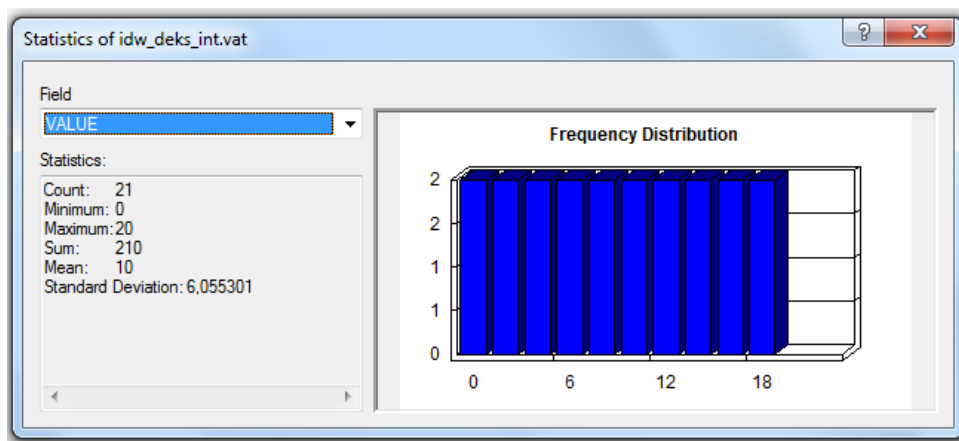 Statistics of idw_deks_int.vat
? X
Field
VALUE
Statistics:
Count: 21
Minimum: 0
Maximum: 20
Sum: 210
Mean: 10
Standard Deviation: 6,055301
Frequency Distribution
2
2
1
1
0
0 6 12 18